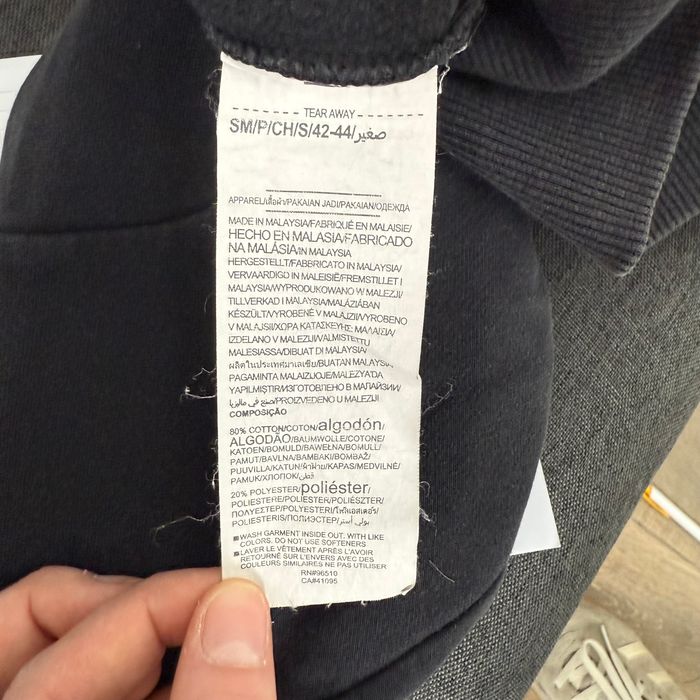 TEAR AWAY
SM/P/CH/S/42-44/صغير
APPAREL/เสื้อผ้า/PAKAIAN JADI/PAKAIAN/ОДЕЖДА
MADE IN MALAYSIA/FABRIQUÉ EN MALAISIE/
HECHO EN MALASIA/FABRICADO
NA MALÁSIA/IN MALAYSIA
HERGESTELLT/FABBRICATO IN MALAYSIA/
VERVAARDIGD IN MALEISIË/FREMSTILLET I
MALAYSIA/WYPRODUKOWANO W MALEZJI/
TILLVERKAD I MALAYSIA/MALÁZIÁBAN
KÉSZÜLT/VYROBENÉ V MALÁJZII/VYROBENO
V MALAJSII/ΧΩΡΑ ΚΑΤΑΣΚΕΥΗΣ: ΜΑΛΑΙΣΙΑ/
IZDELANO V MALEZIJI/VALMISTETTU
MALESIASSA/DIBUAT DI MALAYSIA/
ผลิตในประเทศมาเลเซีย/BUATAN MALAYSIA/
PAGAMINTA MALAIZIJOJE/MALEZYA'DA
YAPILMIŞTIR/ИЗГОТОВЛЕНО В МАЛАЙЗИИ/
صنع في ماليزيا/PROIZVEDENO U MALEZIJI
COMPOSIÇÃO
80% COTTON/COTON/algodón/
ALGODÃO/BAUMWOLLE/COTONE/
KATOEN/BOMULD/BAWEŁNA/BOMULL/
PAMUT/BAVLNA/BAMBAKI/BOMBAŽ/
PUUVILLA/KATUN/ผ้าฝ้าย/KAPAS/MEDVILNĖ/
PAMUK/ХЛОПОК/قطن
20% POLYESTER/poliéster/
POLIESTERE/POLIESTER/POLIÉSZTER/
ΠΟΛΥΕΣΤΕΡ/POLYESTERI/โพลีเอสเตอร์/
POLIESTERIS/ПОЛИЭСТЕР/بولي أستر
■WASH GARMENT INSIDE OUT. WITH LIKE
COLORS. DO NOT USE SOFTENERS
■LAVER LE VÊTEMENT APRÈS L'AVOIR
RETOURNÉ SUR L'ENVERS AVEC DES
COULEURS SIMILAIRES NE PAS UTILISER
RN#96510
CA#41095